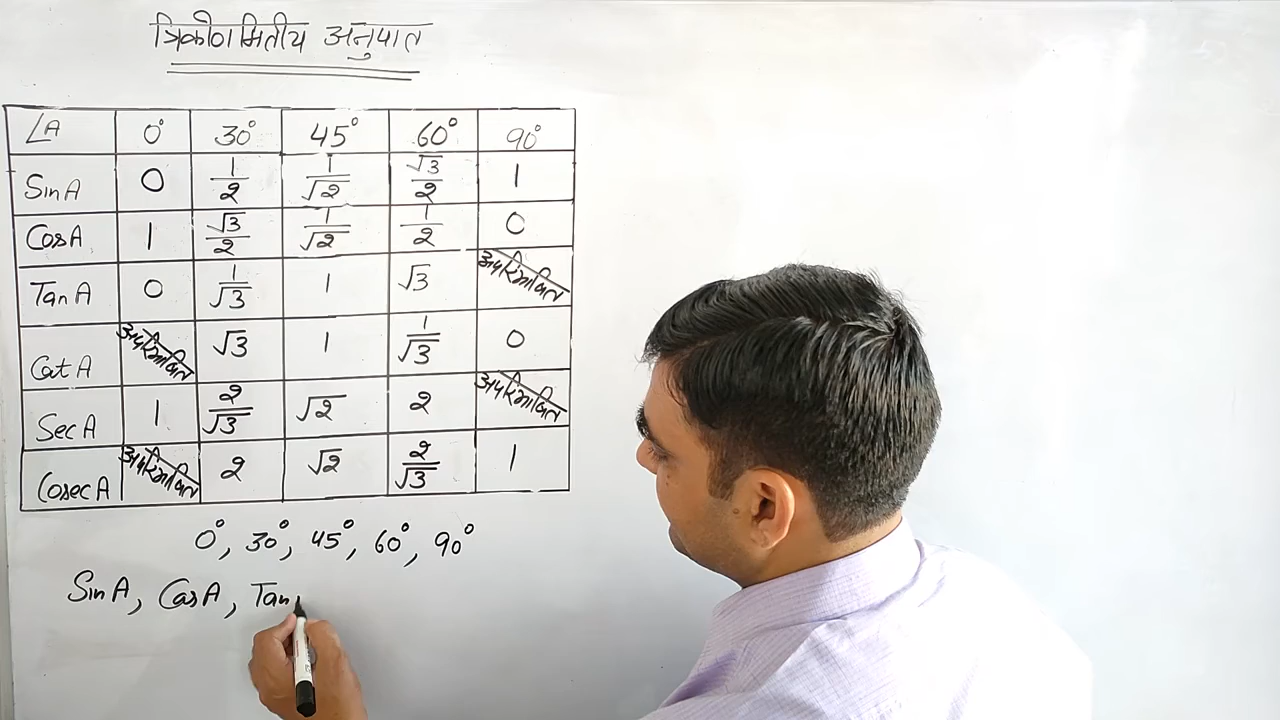 त्रिकोणमितीय अनुपात
∠A 0° 30° 45° 60° 90°
SinA 0 1/2 1/√2 √3/2 1
CosA 1 √3/2 1/√2 1/2 0
TanA 0 1/√3 1 √3 अपरिभाषित
CotA अपरिभाषित √3 1 1/√3 0
SecA 1 2/√3 √2 2 अपरिभाषित
CosecA अपरिभाषित 2 √2 2/√3 1
0°, 30°, 45°, 60°, 90°
SinA, CosA, Tan